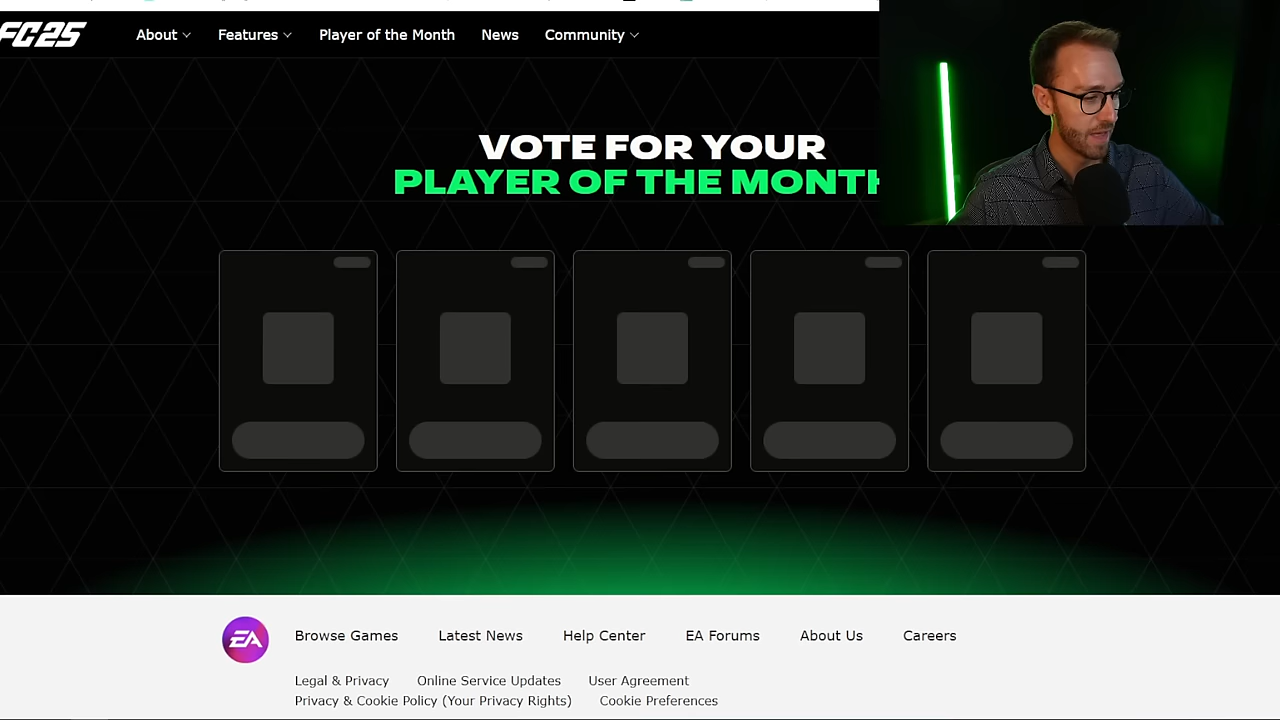 FC25
About
Features
Player of the Month
News
Community
VOTE FOR YOUR
PLAYER OF THE MONTH
EA
Browse Games
Latest News
Help Center
EA Forums
About Us
Careers
Legal & Privacy
Online Service Updates
User Agreement
Privacy & Cookie Policy (Your Privacy Rights)
Cookie Preferences